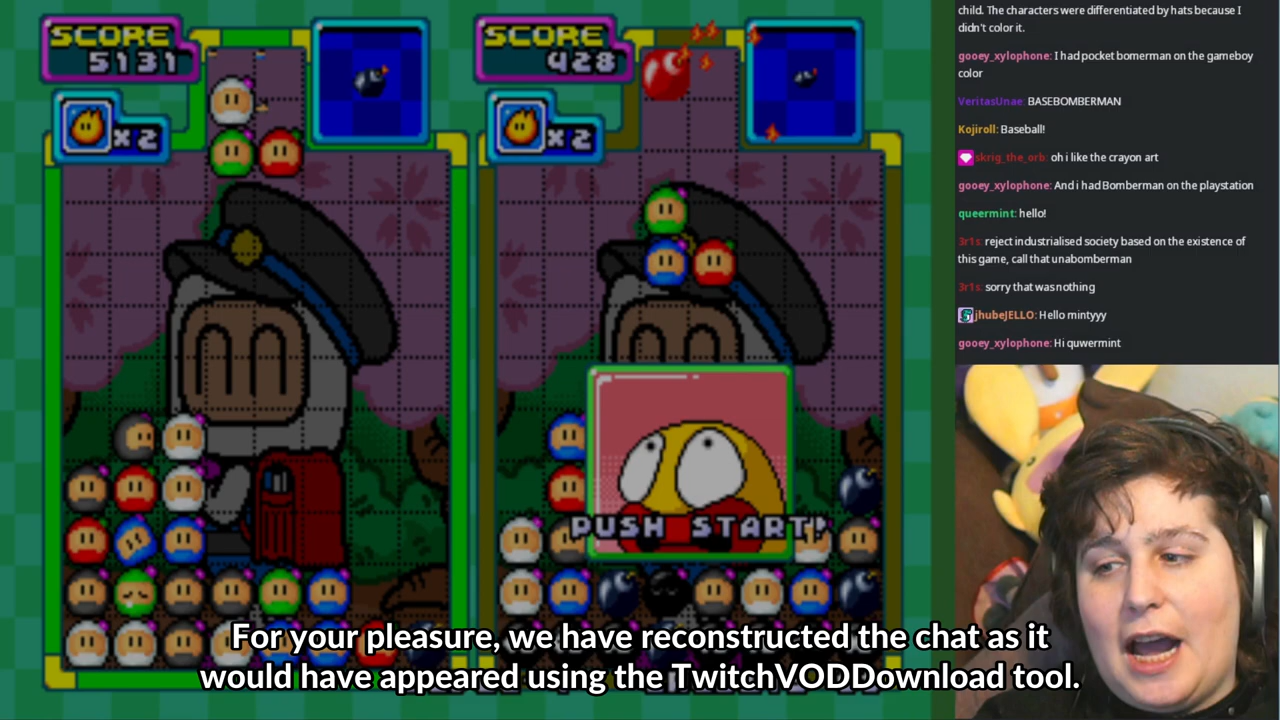 SCORE
5131
x2
SCORE
428
x2
PUSH START!
child. The characters were differentiated by hats because I
didn't color it.
gooey_xylophone: I had pocket bomerman on the gameboy
color
VeritasUnae: BASEBOMBERMAN
Kojiroll: Baseball!
skrig_the_orb: oh i like the crayon art
gooey_xylophone: And i had Bomberman on the playstation
queermint: hello!
3r1s: reject industrialised society based on the existence of
this game, call that unabomberman
3r1s: sorry that was nothing
jhubeJELLO: Hello mintyyy
gooey_xylophone: Hi quwermint
For your pleasure, we have reconstructed the chat as it
would have appeared using the TwitchVODDownload tool.